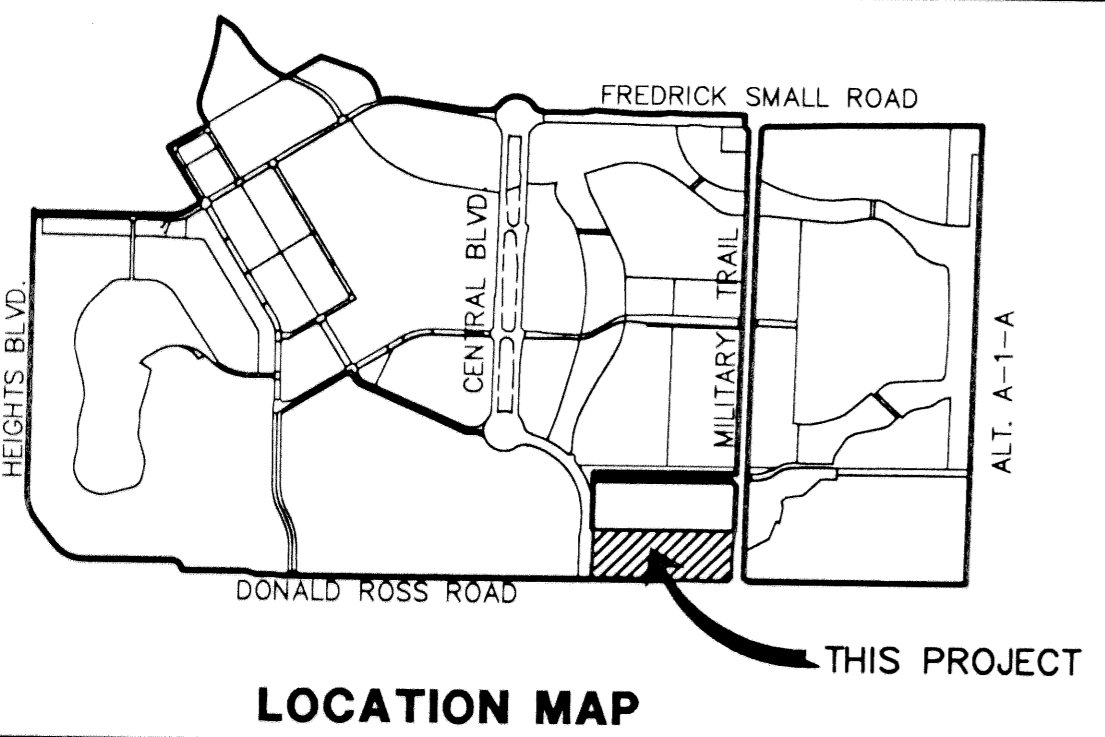 FREDRICK SMALL ROAD
HEIGHTS BLVD.
CENTRAL BLVD.
MILITARY TRAIL
ALT. A-1-A
DONALD ROSS ROAD
THIS PROJECT
LOCATION MAP